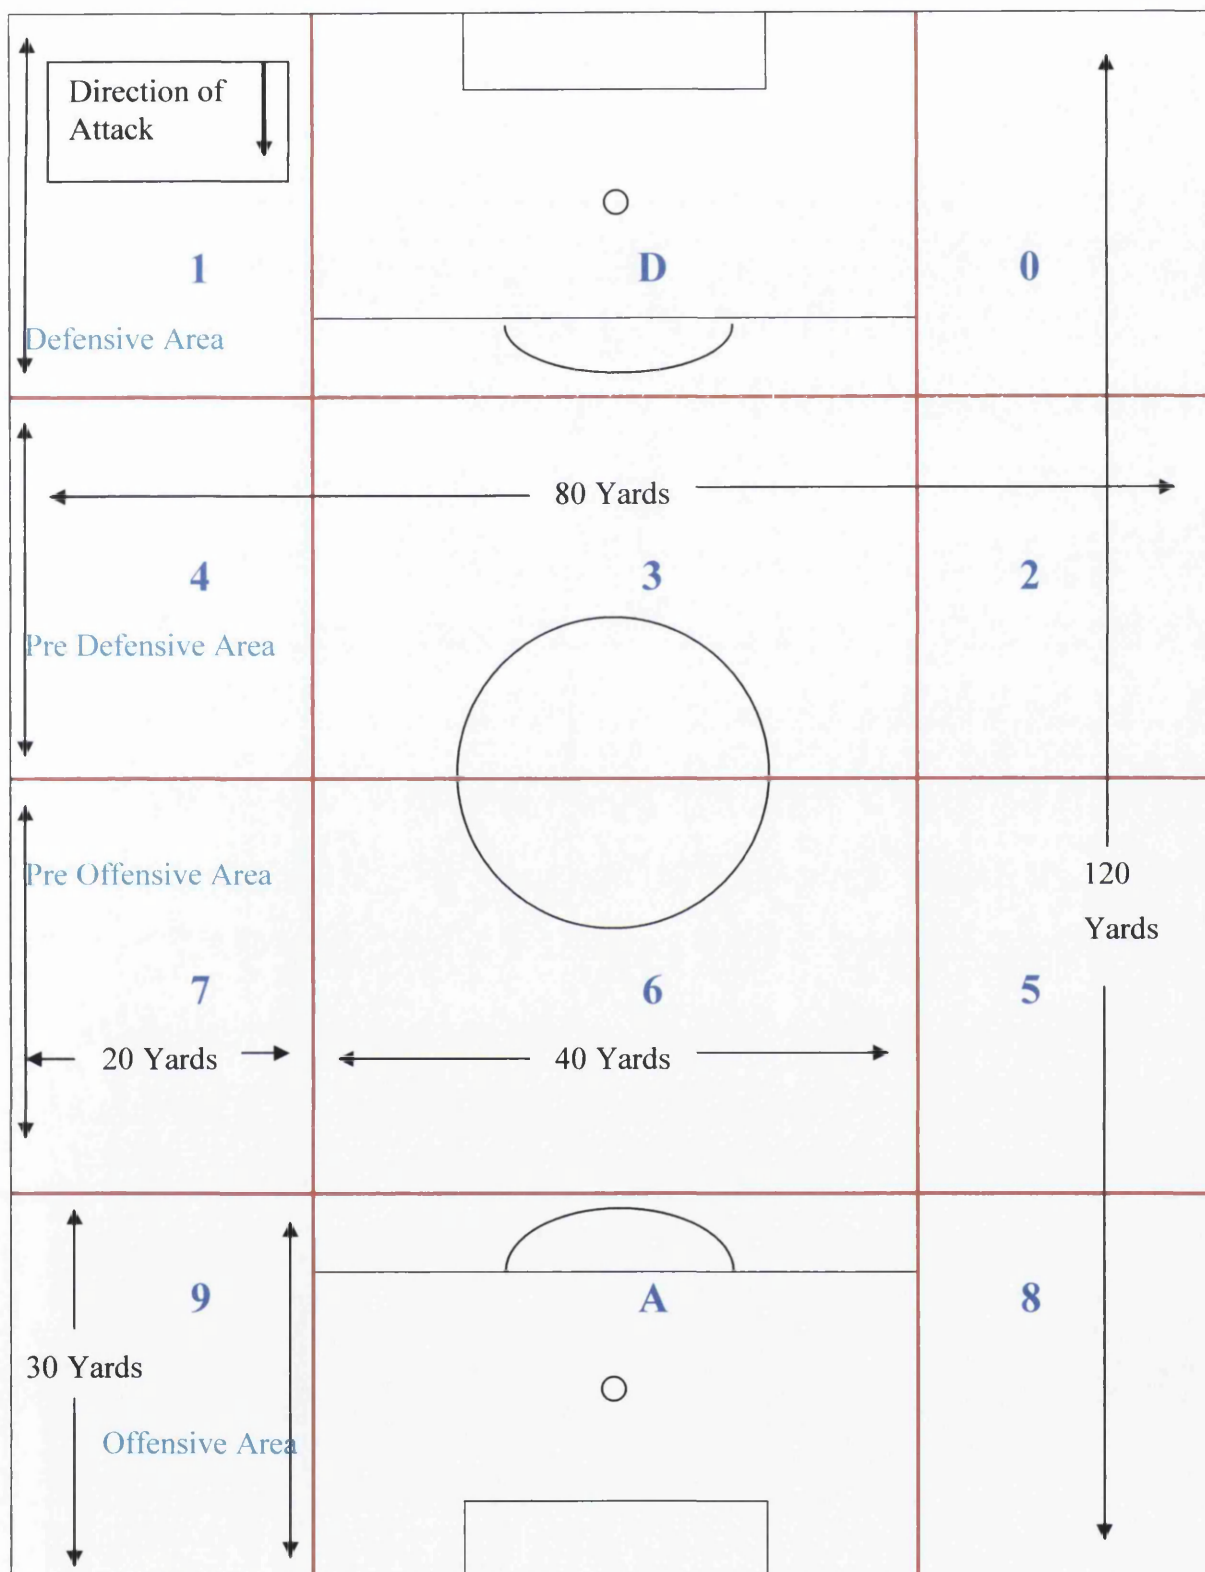 Direction of
Attack
1
D
0
Defensive Area
80 Yards
4
3
2
Pre Defensive Area
Pre Offensive Area
120
Yards
7
6
5
20 Yards
40 Yards
9
A
8
30 Yards
Offensive Area